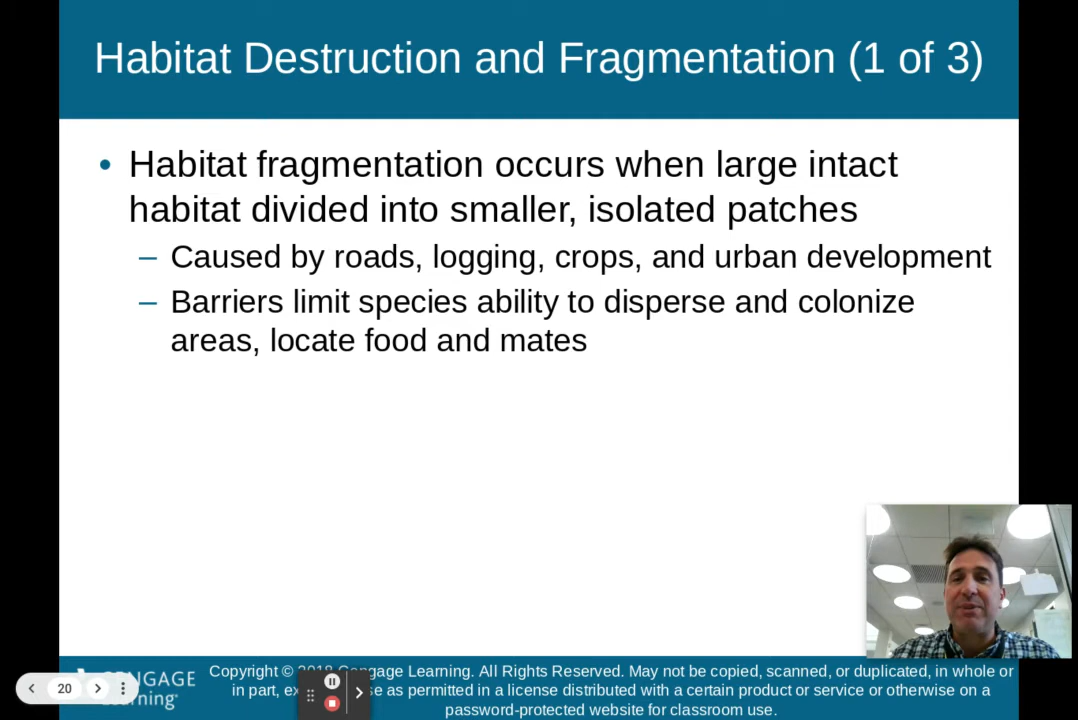 Habitat Destruction and Fragmentation (1 of 3)
• Habitat fragmentation occurs when large intact
habitat divided into smaller, isolated patches
– Caused by roads, logging, crops, and urban development
– Barriers limit species ability to disperse and colonize
areas, locate food and mates
Copyright © 2018 Cengage Learning. All Rights Reserved. May not be copied, scanned, or duplicated, in whole or
in part, as permitted in a license distributed with a certain product or service or otherwise on a
password-protected website for classroom use.
CENGAGE
Learning®
20